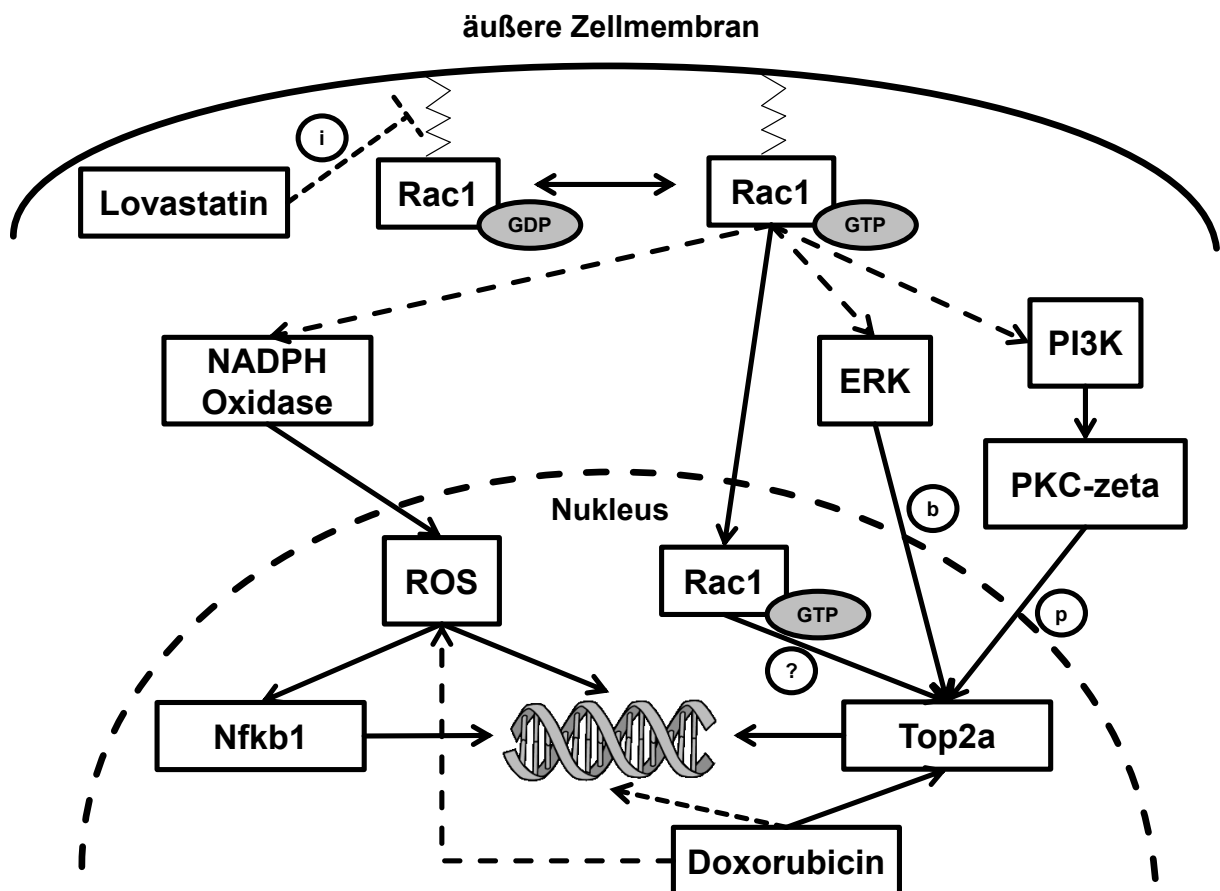 äußere Zellmembran
i
Lovastatin
Rac1
GDP
Rac1
GTP
NADPH
Oxidase
ERK
PI3K
PKC-zeta
Nukleus
b
ROS
Rac1
GTP
p
?
Nfkb1
Top2a
Doxorubicin